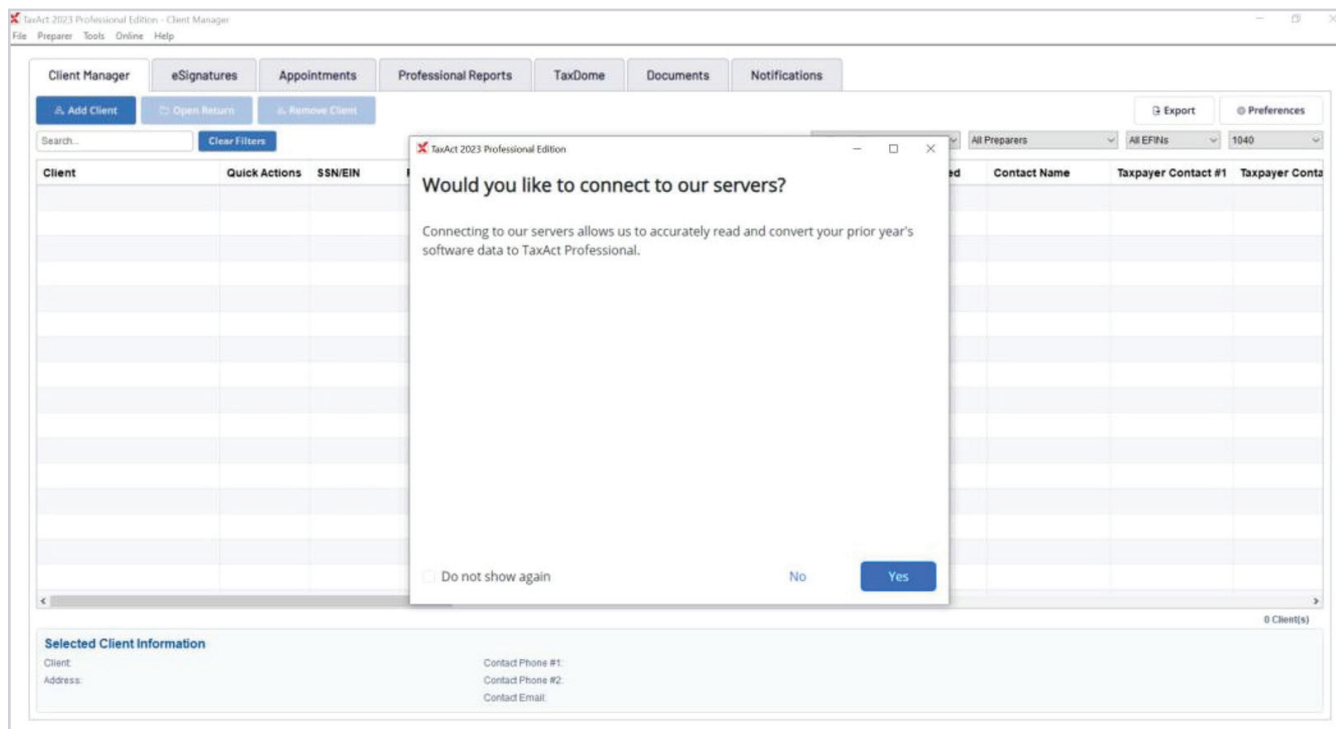 TaxAct 2023 Professional Edition - Client Manager
File Preparer Tools Online Help
Client Manager eSignatures Appointments Professional Reports TaxDome Documents Notifications
Add Client Open Return Remove Client Export Preferences
Search... Clear Filters All Preparers All EFINs 1040
Client Quick Actions SSN/EIN Contact Name Taxpayer Contact #1 Taxpayer Conta
TaxAct 2023 Professional Edition
Would you like to connect to our servers?
Connecting to our servers allows us to accurately read and convert your prior year's
software data to TaxAct Professional.
Do not show again No Yes
0 Client(s)
Selected Client Information
Client: Contact Phone #1:
Address: Contact Phone #2:
Contact Email: